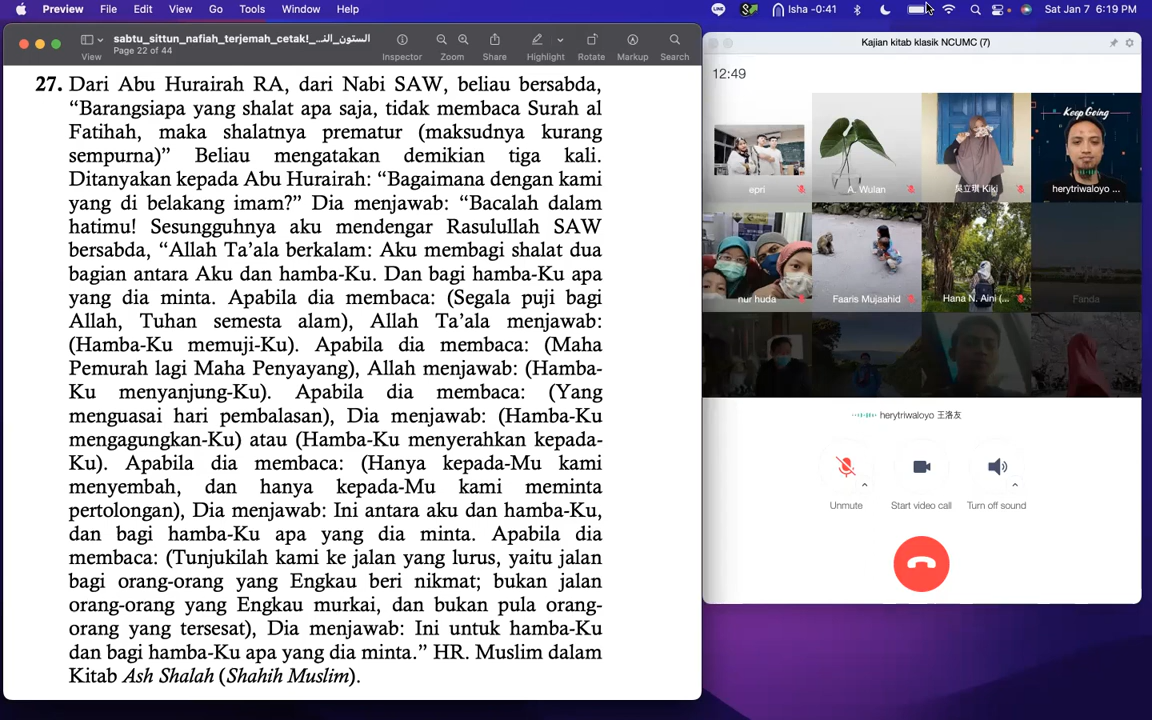 Preview File Edit View Go Tools Window Help
Isha -0:41
Sat Jan 7 6:19 PM
View
Page 22 of 44
Inspector Zoom Share Highlight Rotate Markup Search
27. Dari Abu Hurairah RA, dari Nabi SAW, beliau bersabda,
“Barangsiapa yang shalat apa saja, tidak membaca Surah al
Fatihah, maka shalatnya prematur (maksudnya kurang
sempurna)” Beliau mengatakan demikian tiga kali.
Ditanyakan kepada Abu Hurairah: “Bagaimana dengan kami
yang di belakang imam?” Dia menjawab: “Bacalah dalam
hatimu! Sesungguhnya aku mendengar Rasulullah SAW
bersabda, “Allah Ta’ala berkalam: Aku membagi shalat dua
bagian antara Aku dan hamba-Ku. Dan bagi hamba-Ku apa
yang dia minta. Apabila dia membaca: (Segala puji bagi
Allah, Tuhan semesta alam), Allah Ta’ala menjawab:
(Hamba-Ku memuji-Ku). Apabila dia membaca: (Maha
Pemurah lagi Maha Penyayang), Allah menjawab: (Hamba-
Ku menyanjung-Ku). Apabila dia membaca: (Yang
menguasai hari pembalasan), Dia menjawab: (Hamba-Ku
mengagungkan-Ku) atau (Hamba-Ku menyerahkan kepada-
Ku). Apabila dia membaca: (Hanya kepada-Mu kami
menyembah, dan hanya kepada-Mu kami meminta
pertolongan), Dia menjawab: Ini antara aku dan hamba-Ku,
dan bagi hamba-Ku apa yang dia minta. Apabila dia
membaca: (Tunjukilah kami ke jalan yang lurus, yaitu jalan
bagi orang-orang yang Engkau beri nikmat; bukan jalan
orang-orang yang Engkau murkai, dan bukan pula orang-
orang yang tersesat), Dia menjawab: Ini untuk hamba-Ku
dan bagi hamba-Ku apa yang dia minta.” HR. Muslim dalam
Kitab Ash Shalah (Shahih Muslim).
Kajian kitab klasik NCUMC (7)
12:49
Keep Going
epri
A. Wulan
吳立琪 Kiki
herytriwaloyo ...
nur huda
Faaris Mujaahid
Hana N. Aini (...
Fanda
herytriwaloyo 王洛友
Unmute
Start video call
Turn off sound